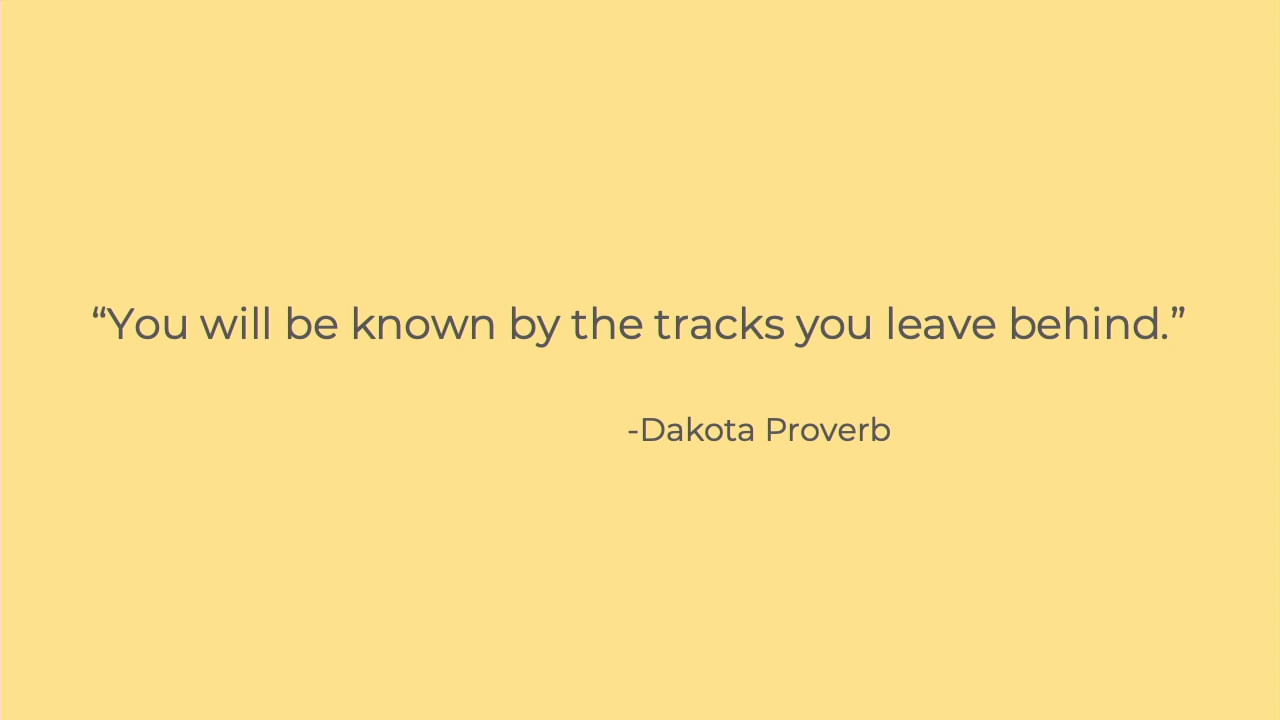 “You will be known by the tracks you leave behind.”
-Dakota Proverb